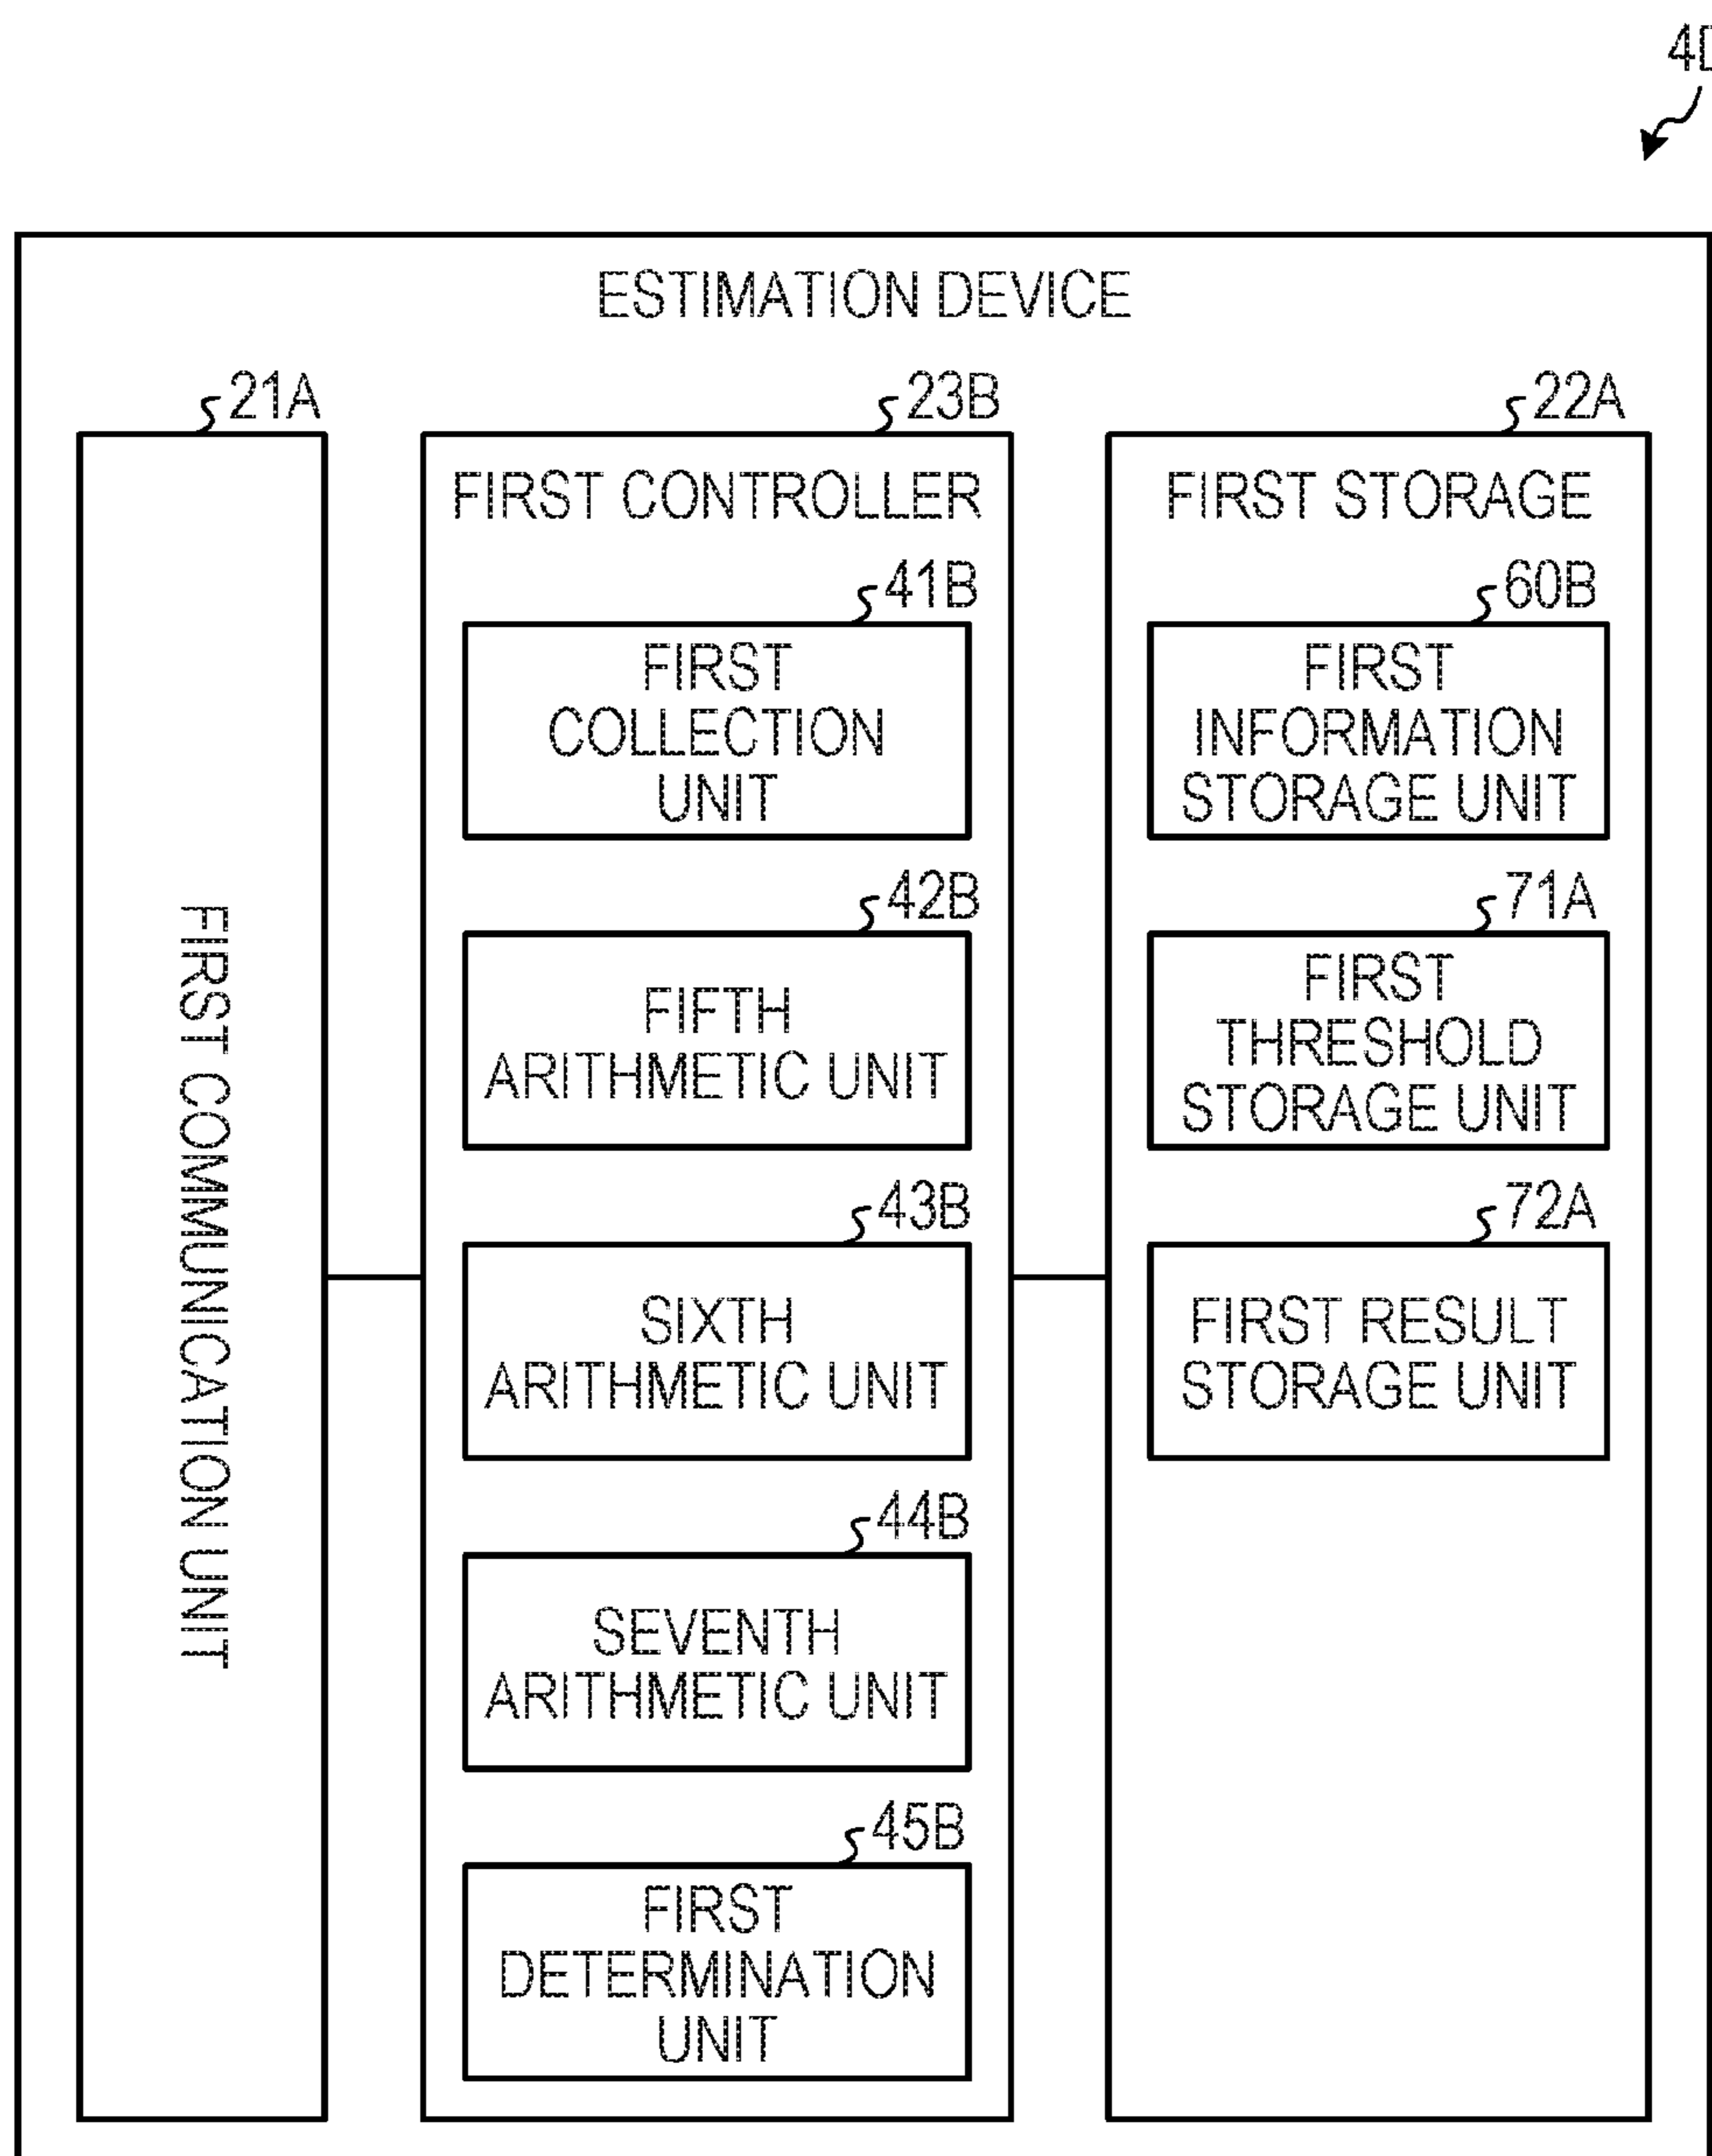 4D
ESTIMATION DEVICE
21A
FIRST COMMUNICATION UNIT
23B
FIRST CONTROLLER
41B
FIRST
COLLECTION
UNIT
42B
FIFTH
ARITHMETIC UNIT
43B
SIXTH
ARITHMETIC UNIT
44B
SEVENTH
ARITHMETIC UNIT
45B
FIRST
DETERMINATION
UNIT
22A
FIRST STORAGE
60B
FIRST
INFORMATION
STORAGE UNIT
71A
FIRST
THRESHOLD
STORAGE UNIT
72A
FIRST RESULT
STORAGE UNIT